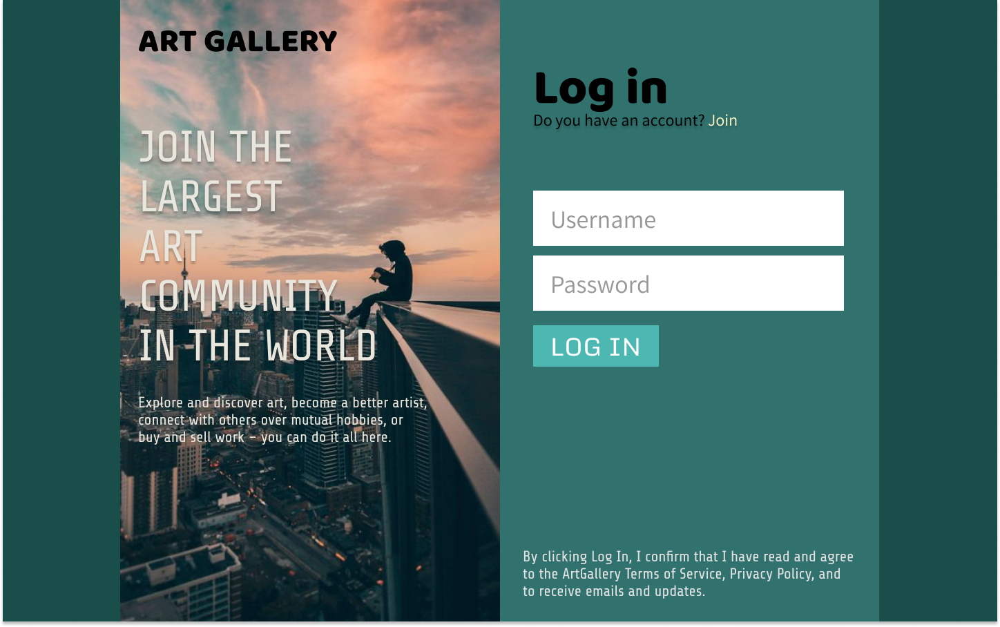 ART GALLERY
JOIN THE
LARGEST
ART
COMMUNITY
IN THE WORLD
Explore and discover art, become a better artist,
connect with others over mutual hobbies, or
buy and sell work – you can do it all here.
Log in
Do you have an account? Join
Username
Password
LOG IN
By clicking Log In, I confirm that I have read and agree
to the ArtGallery Terms of Service, Privacy Policy, and
to receive emails and updates.